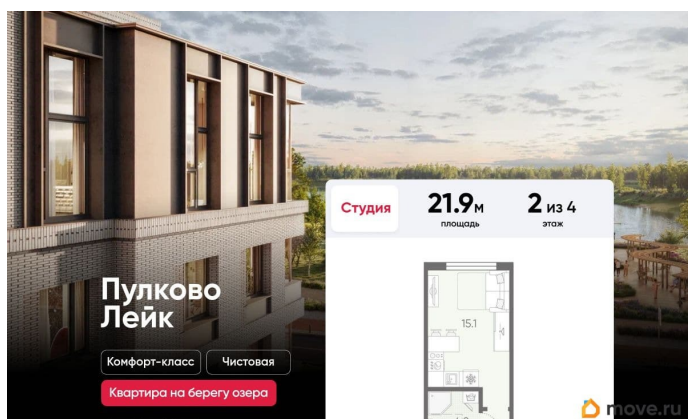 Студия
21.9 м
площадь
2 из 4
этаж
Пулково
Лейк
Комфорт-класс
Чистовая
Квартира на берегу озера
15.1
move.ru